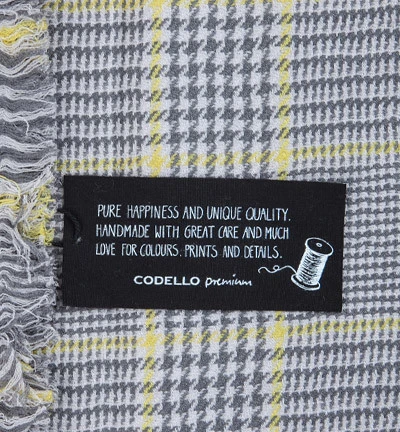 PURE HAPPINESS AND UNIQUE QUALITY.
HANDMADE WITH GREAT CARE AND MUCH
LOVE FOR COLOURS. PRINTS AND DETAILS.
CODELLO premium